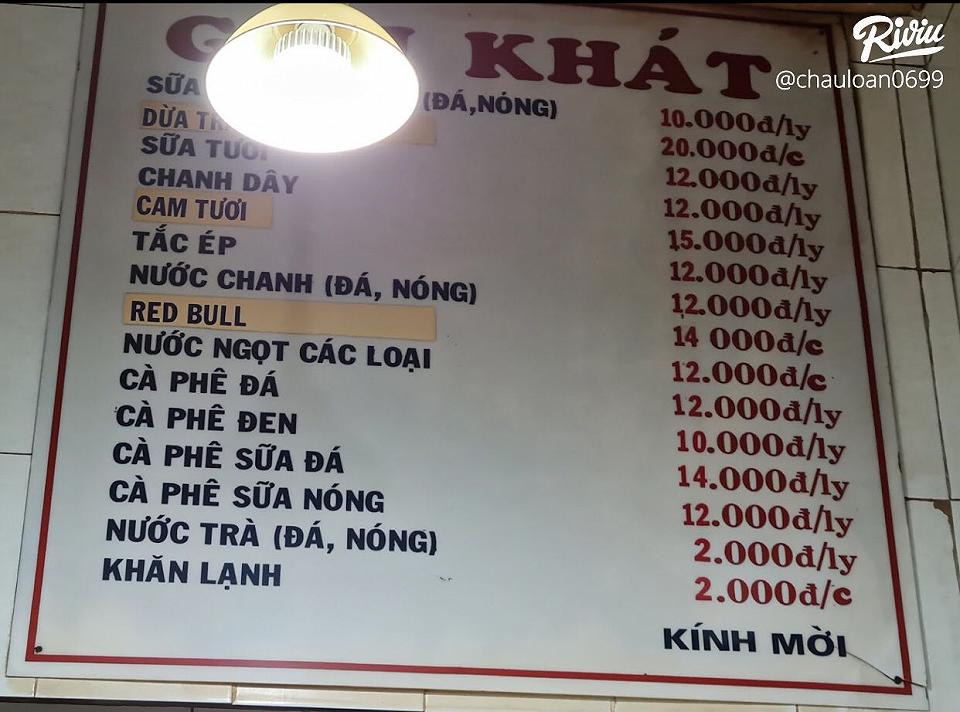 KHÁT
SỮA (ĐÁ,NÓNG) 10.000đ/ly
DỪA 20.000đ/c
SỮA TƯƠI 12.000đ/ly
CHANH DÂY 12.000đ/ly
CAM TƯƠI 15.000đ/ly
TẮC ÉP 12.000đ/ly
NƯỚC CHANH (ĐÁ, NÓNG) 12.000đ/ly
RED BULL 14 000đ/c
NƯỚC NGỌT CÁC LOẠI 12.000đ/c
CÀ PHÊ ĐÁ 12.000đ/ly
CÀ PHÊ ĐEN 10.000đ/ly
CÀ PHÊ SỮA ĐÁ 14.000đ/ly
CÀ PHÊ SỮA NÓNG 12.000đ/ly
NƯỚC TRÀ (ĐÁ, NÓNG) 2.000đ/ly
KHĂN LẠNH 2.000đ/c
KÍNH MỜI
Riviu
@chauloan0699